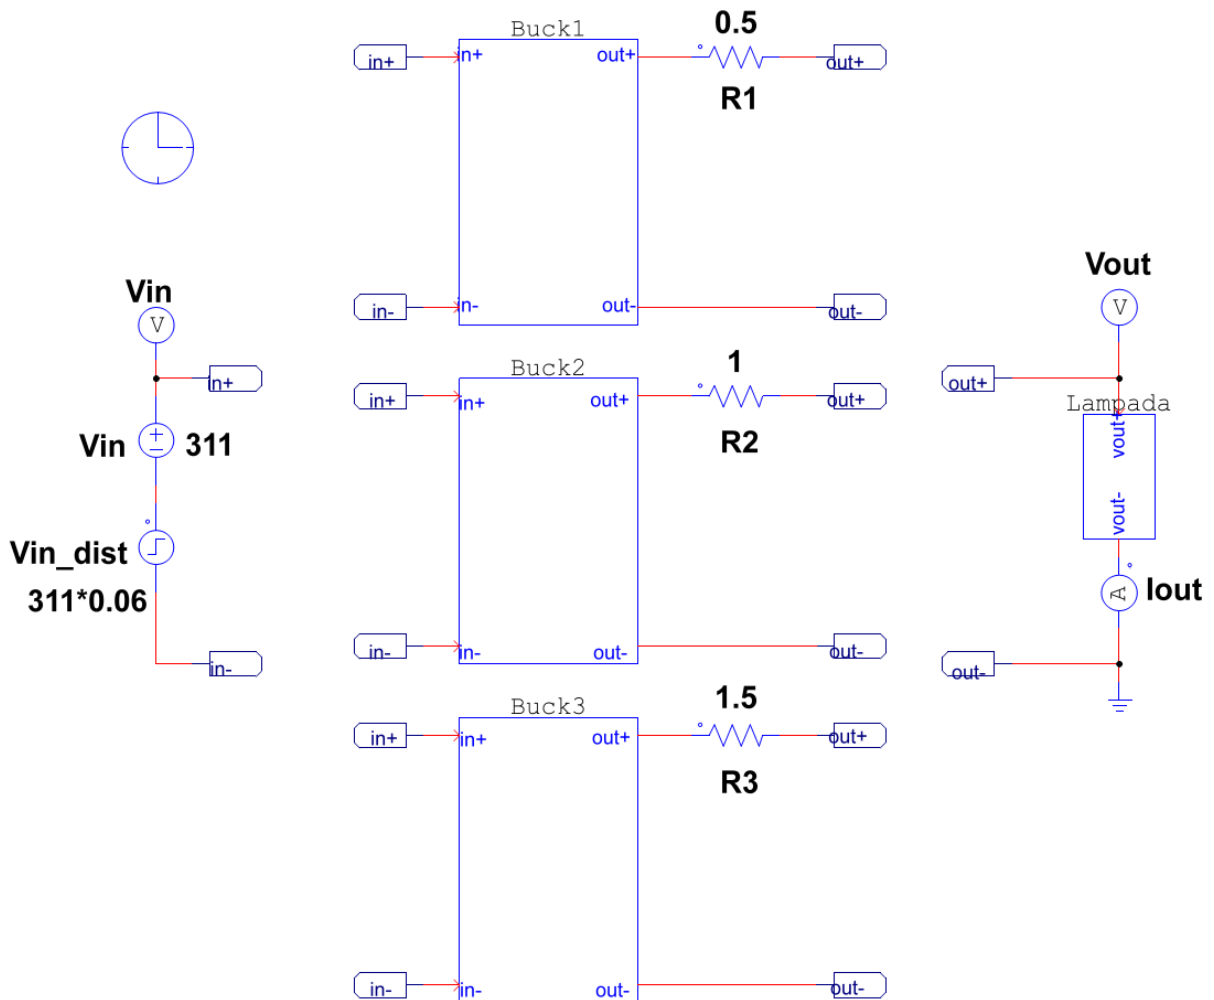 Buck1
0.5
in+
in+
out+
out+
R1
in-
in-
out-
out-
Vin
V
in+
Vin
311
Vin_dist
311*0.06
in-
Buck2
1
in+
in+
out+
out+
R2
in-
in-
out-
out-
Buck3
1.5
in+
in+
out+
out+
R3
in-
in-
out-
out-
Vout
V
out+
Lampada
vout+
vout-
A
Iout
out-